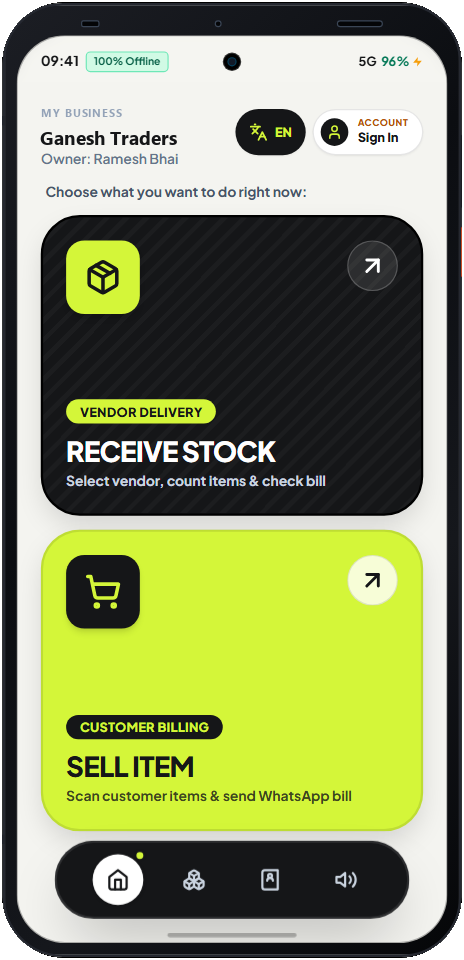 09:41 100% Offline 5G 96%
MY BUSINESS
Ganesh Traders
Owner: Ramesh Bhai
EN
ACCOUNT
Sign In
Choose what you want to do right now:
VENDOR DELIVERY
RECEIVE STOCK
Select vendor, count items & check bill
CUSTOMER BILLING
SELL ITEM
Scan customer items & send WhatsApp bill